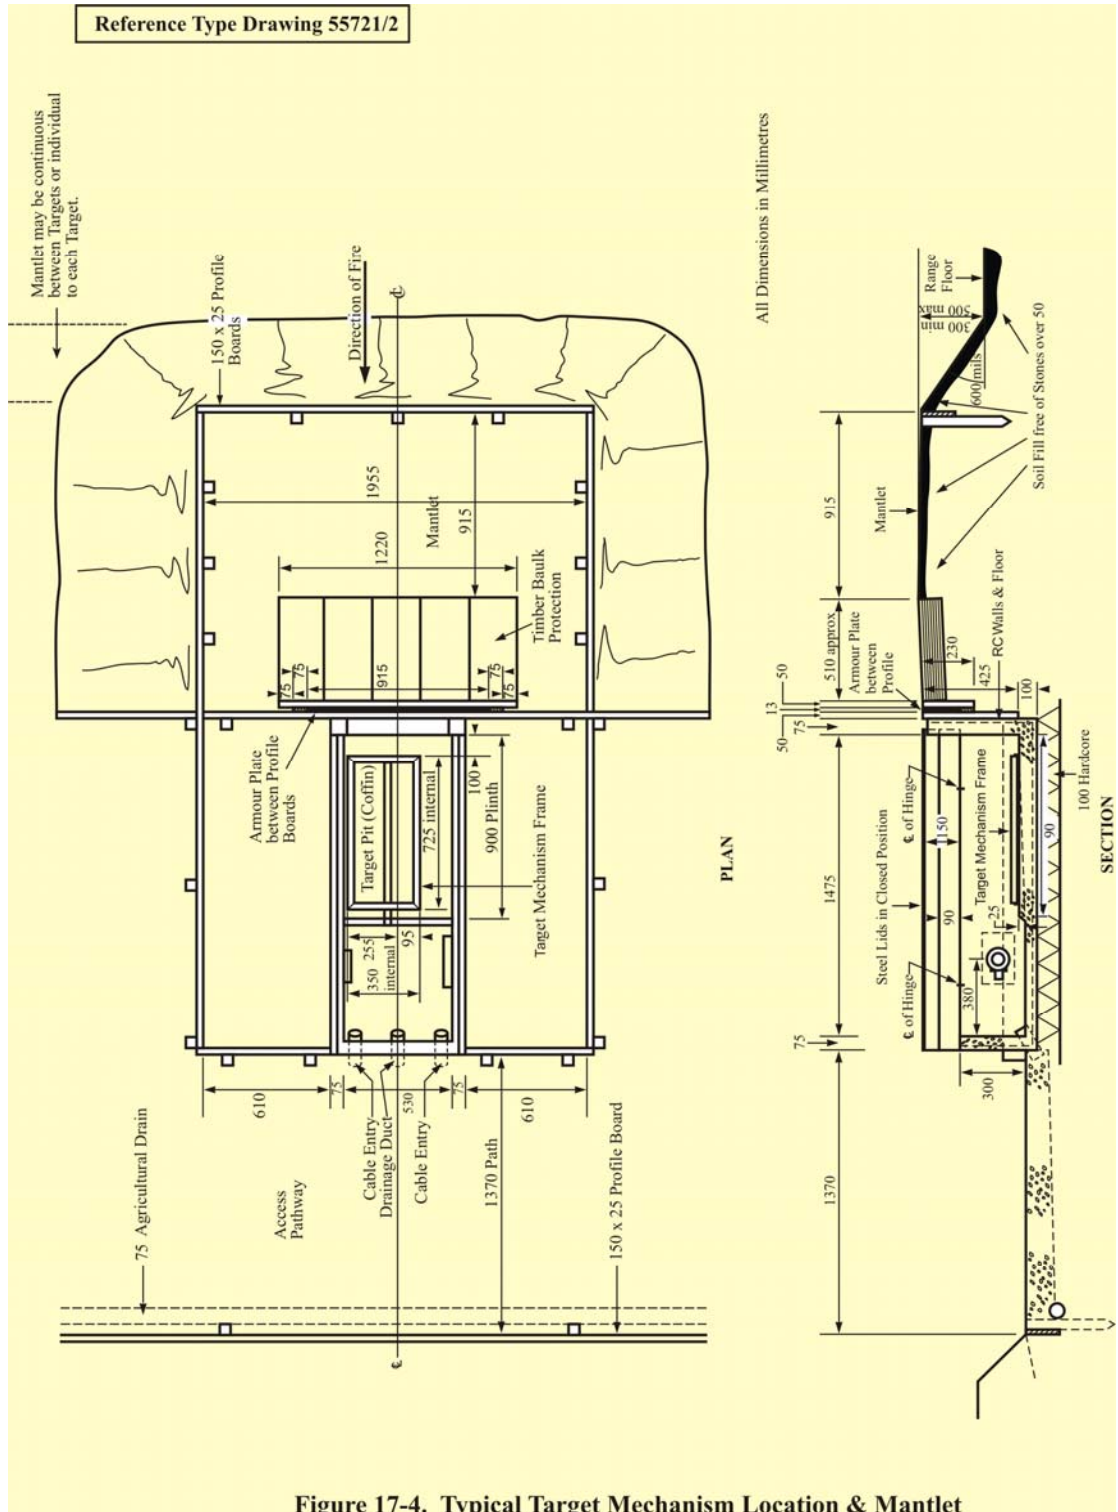 Reference Type Drawing 55721/2
Mantlet may be continuous
between Targets or individual
to each Target.
150 x 25 Profile
Boards
Direction of Fire
℄
1955
915
Mantlet
1220
Timber Baulk
Protection
75
75
915
75
75
Armour Plate
between Profile
Boards
Target Pit (Coffin)
725 internal
100
900 Plinth
Target Mechanism Frame
255
95
350
internal
610
75
530
75
610
Cable Entry
Drainage Duct
Cable Entry
1370 Path
150 x 25 Profile Board
75 Agricultural Drain
Access
Pathway
℄
PLAN
All Dimensions in Millimetres
Range
Floor
500 max
300 min
600 mils
Soil Fill free of Stones over 50
Mantlet
915
510 approx
Armour Plate
between
Profile
230
425
RC Walls & Floor
100
50
13
50
75
100 Hardcore
℄ of Hinge
1150
Target Mechanism Frame
90
Steel Lids in Closed Position
1475
90
25
℄ of Hinge
380
75
300
1370
SECTION
Figure 17-4. Typical Target Mechanism Location & Mantlet